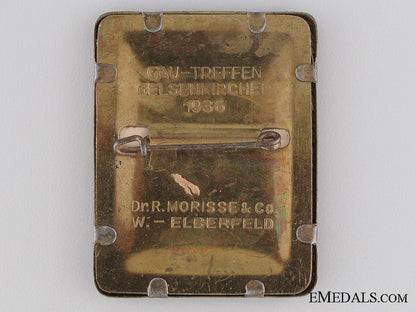 GAU-TREFFEN
GELSENKIRCHEN
1936
Dr. R. MORISSE & Co.
W. - ELBERFELD
EMEDALS.COM